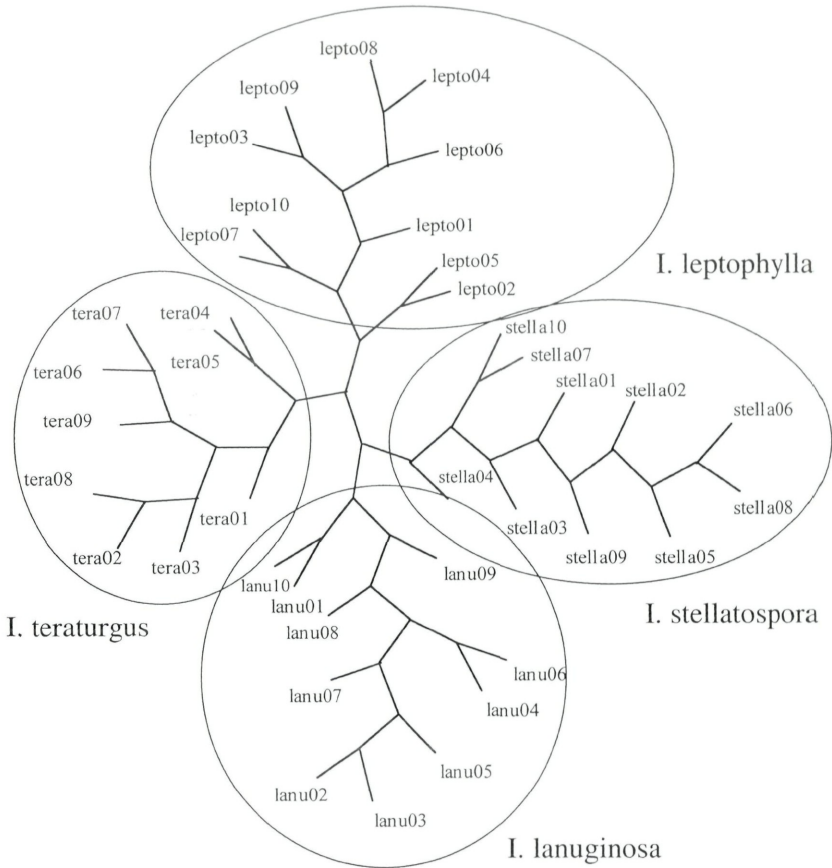 lepto08
lepto04
lepto09
lepto03
lepto06
lepto10
lepto01
lepto07
lepto05
lepto02
I. leptophylla
tera07
tera04
tera05
tera06
tera09
tera08
tera01
tera02
tera03
I. teraturgus
stella10
stella07
stella01
stella02
stella06
stella04
stella08
stella03
stella09
stella05
I. stellatospora
lanu09
lanu10
lanu01
lanu08
lanu06
lanu07
lanu04
lanu05
lanu02
lanu03
I. lanuginosa